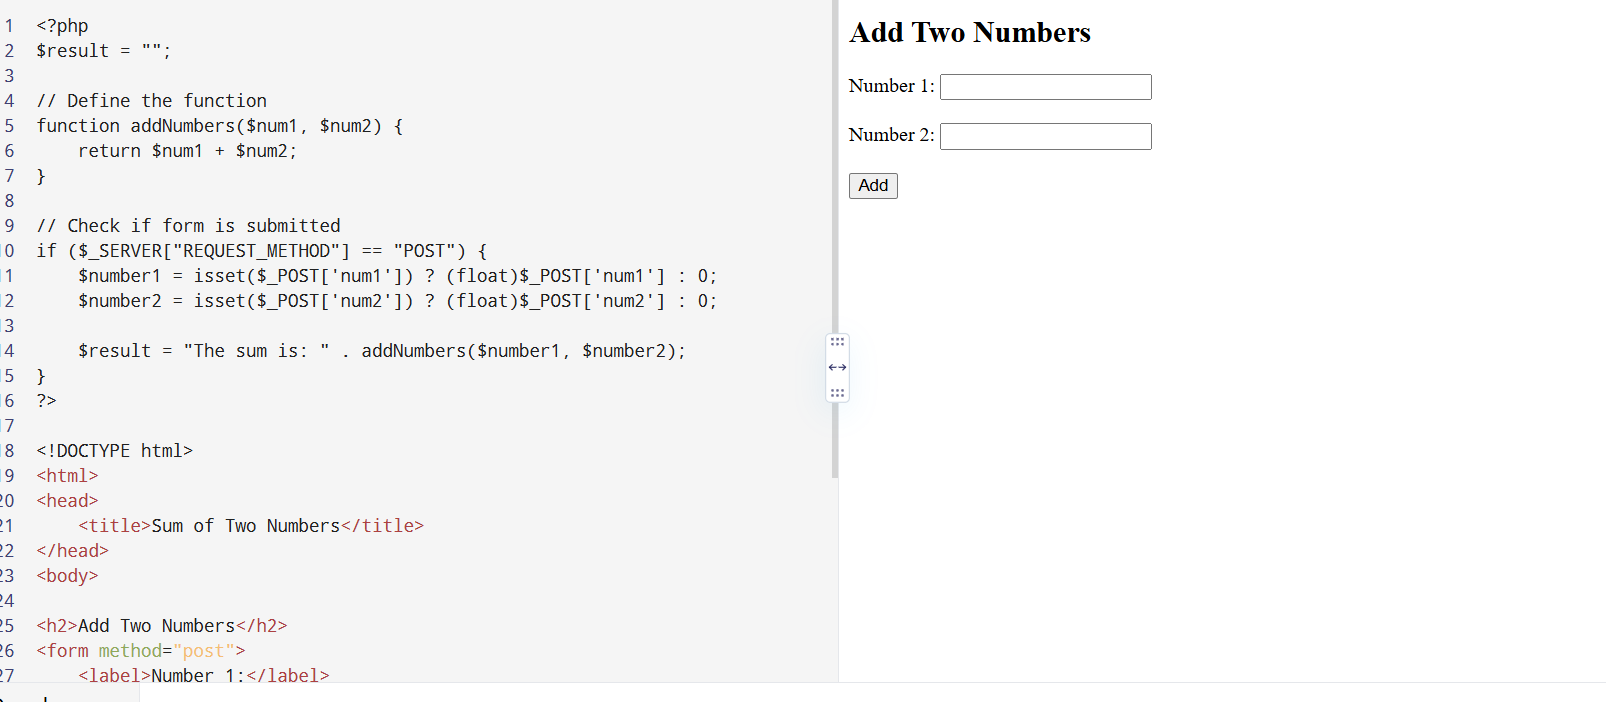 1 <?php
2 $result = "";
3
4 // Define the function
5 function addNumbers($num1, $num2) {
6     return $num1 + $num2;
7 }
8
9 // Check if form is submitted
0 if ($_SERVER["REQUEST_METHOD"] == "POST") {
1     $number1 = isset($_POST['num1']) ? (float)$_POST['num1'] : 0;
2     $number2 = isset($_POST['num2']) ? (float)$_POST['num2'] : 0;
3
4     $result = "The sum is: " . addNumbers($number1, $number2);
5 }
6 ?>
7
8 <!DOCTYPE html>
9 <html>
0 <head>
21     <title>Sum of Two Numbers</title>
22 </head>
23 <body>
24
25 <h2>Add Two Numbers</h2>
26 <form method="post">
27     <label>Number 1:</label>
Add Two Numbers
Number 1:
Number 2:
Add